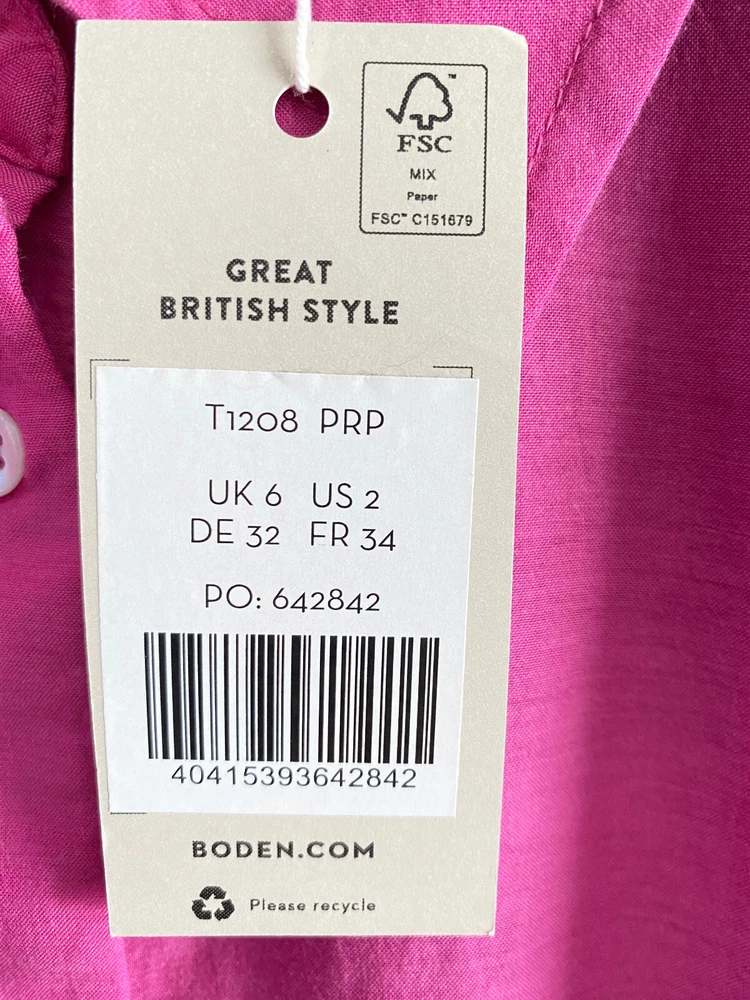 FSC™
MIX
Paper
FSC™ C151679
GREAT
BRITISH STYLE
T1208 PRP
UK 6 US 2
DE 32 FR 34
PO: 642842
40415393642842
BODEN.COM
Please recycle